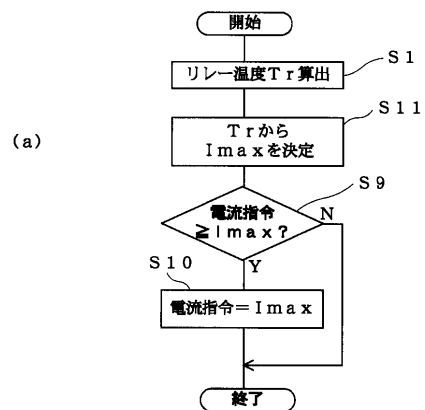 開始
リレー温度Ｔｒ算出
Ｓ１
(a)
Ｔｒから
Ｉｍａｘを決定
Ｓ１１
電流指令
≧Ｉｍａｘ？
Ｓ９
N
Y
Ｓ１０
電流指令＝Ｉｍａｘ
終了